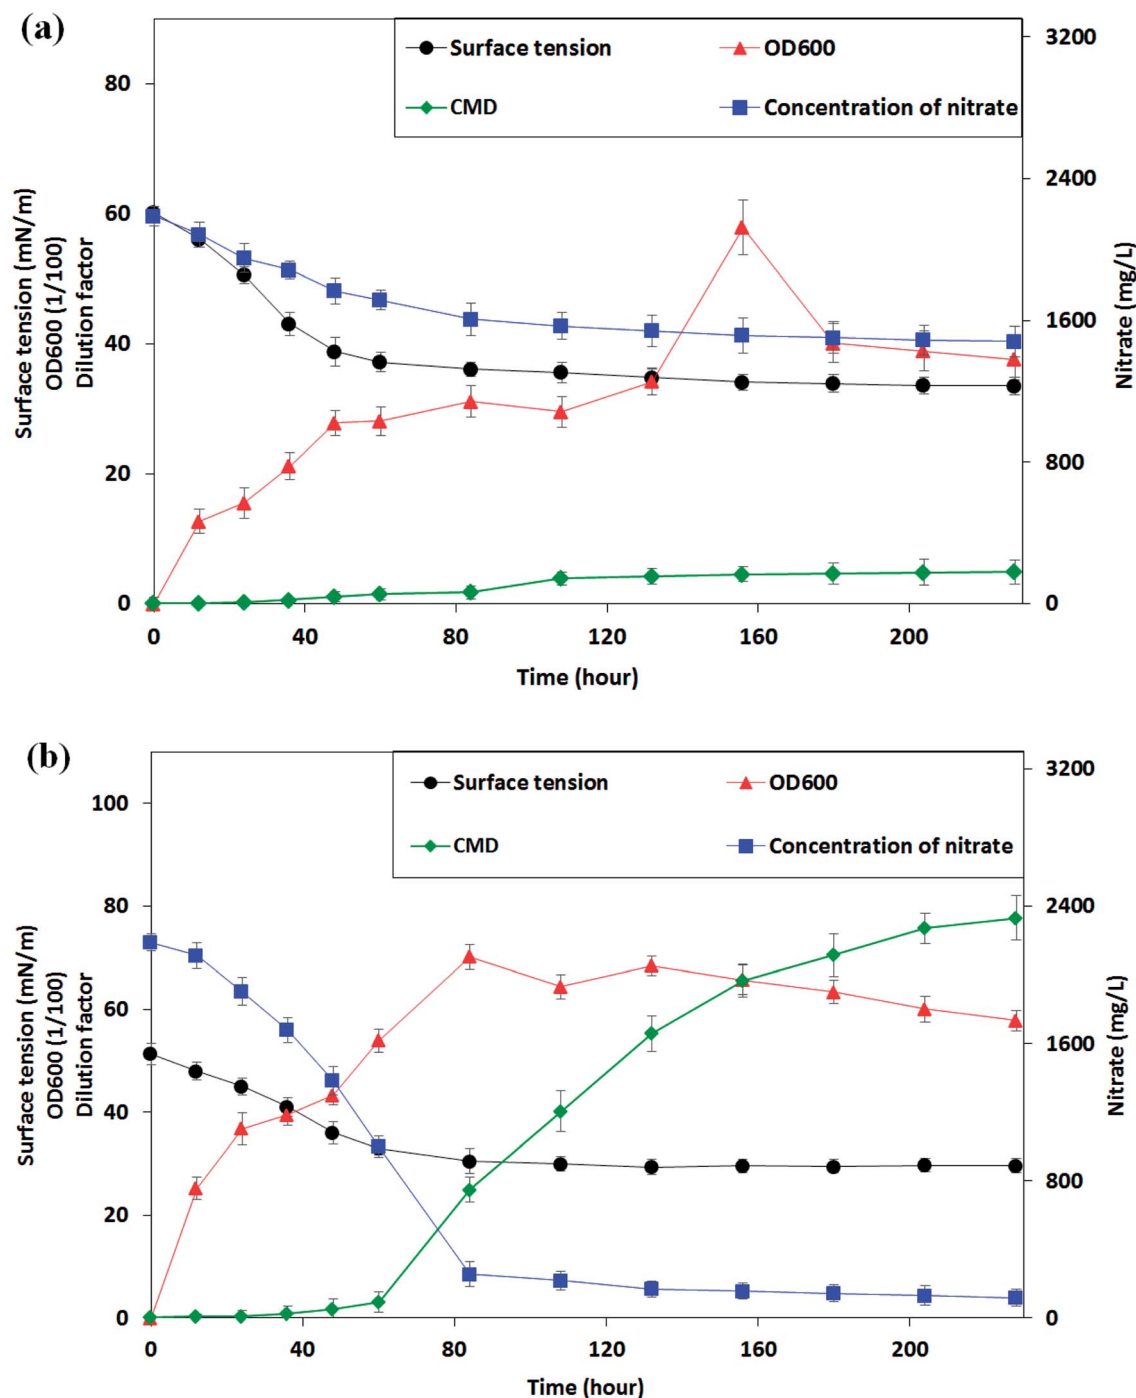 (a)
Surface tension
OD600
CMD
Concentration of nitrate
80
60
40
20
0
3200
2400
1600
800
0
0 40 80 120 160 200
Surface tension (mN/m)
OD600 (1/100)
Dilution factor
Nitrate (mg/L)
Time (hour)
(b)
Surface tension
OD600
CMD
Concentration of nitrate
100
80
60
40
20
0
3200
2400
1600
800
0
0 40 80 120 160 200
Surface tension (mN/m)
OD600 (1/100)
Dilution factor
Nitrate (mg/L)
Time (hour)